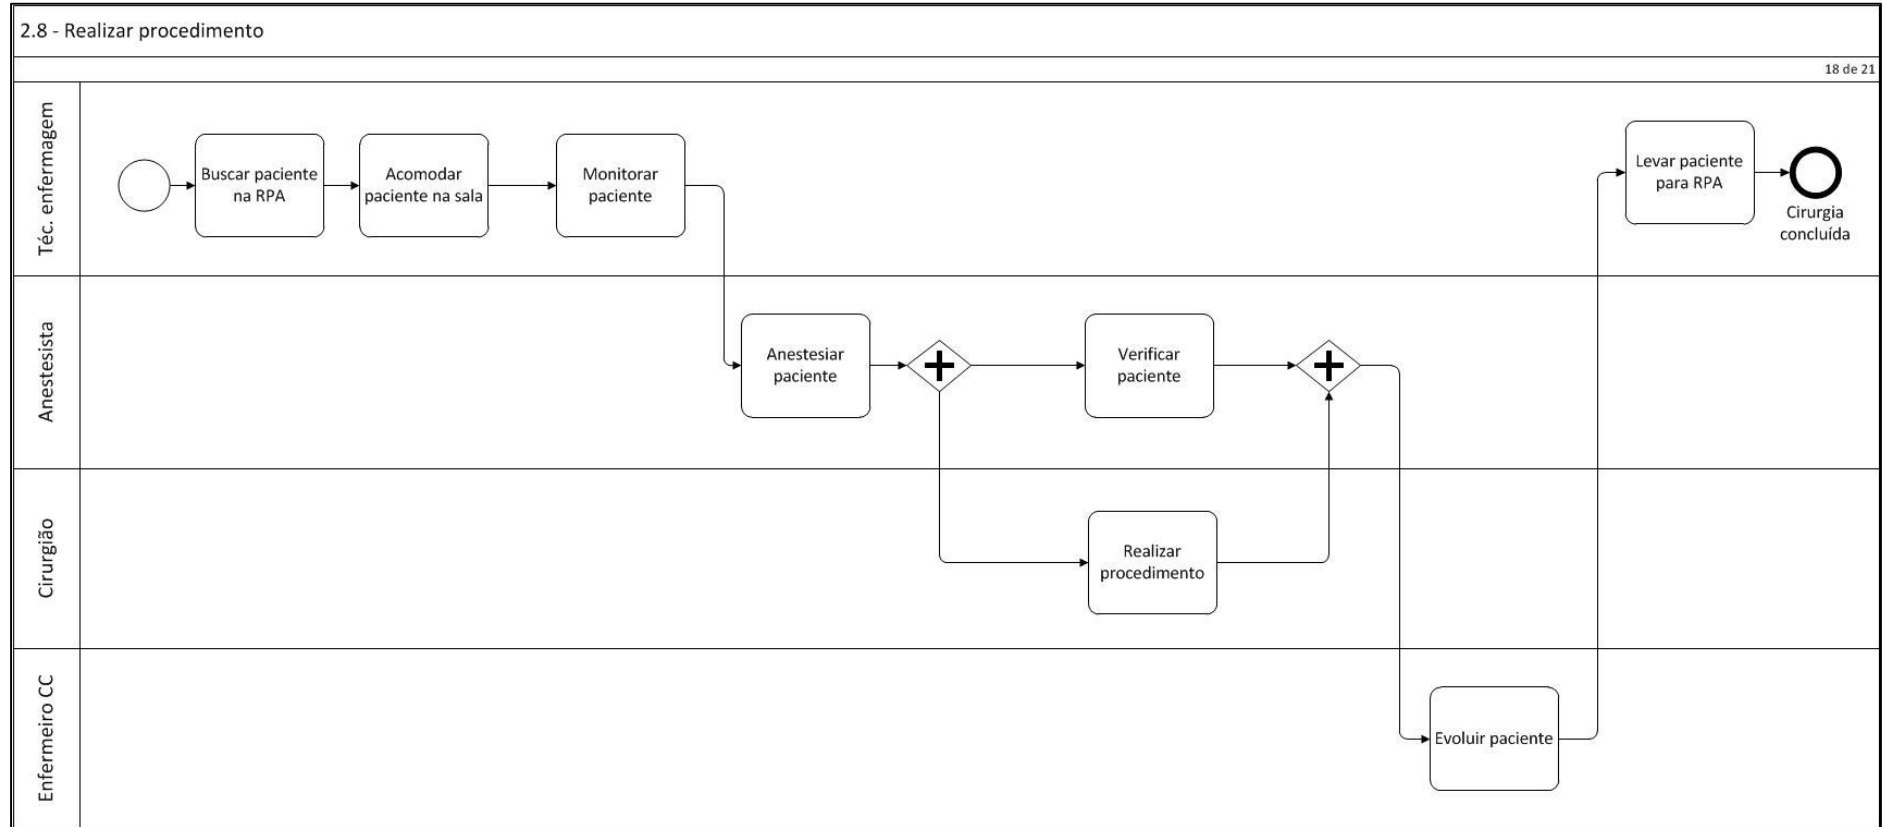 2.8 - Realizar procedimento
18 de 21
Téc. enfermagem
Buscar paciente
na RPA
Acomodar
paciente na sala
Monitorar
paciente
Levar paciente
para RPA
Cirurgia
concluída
Anestesista
Anestesiar
paciente
Verificar
paciente
Cirurgião
Realizar
procedimento
Enfermeiro CC
Evoluir paciente